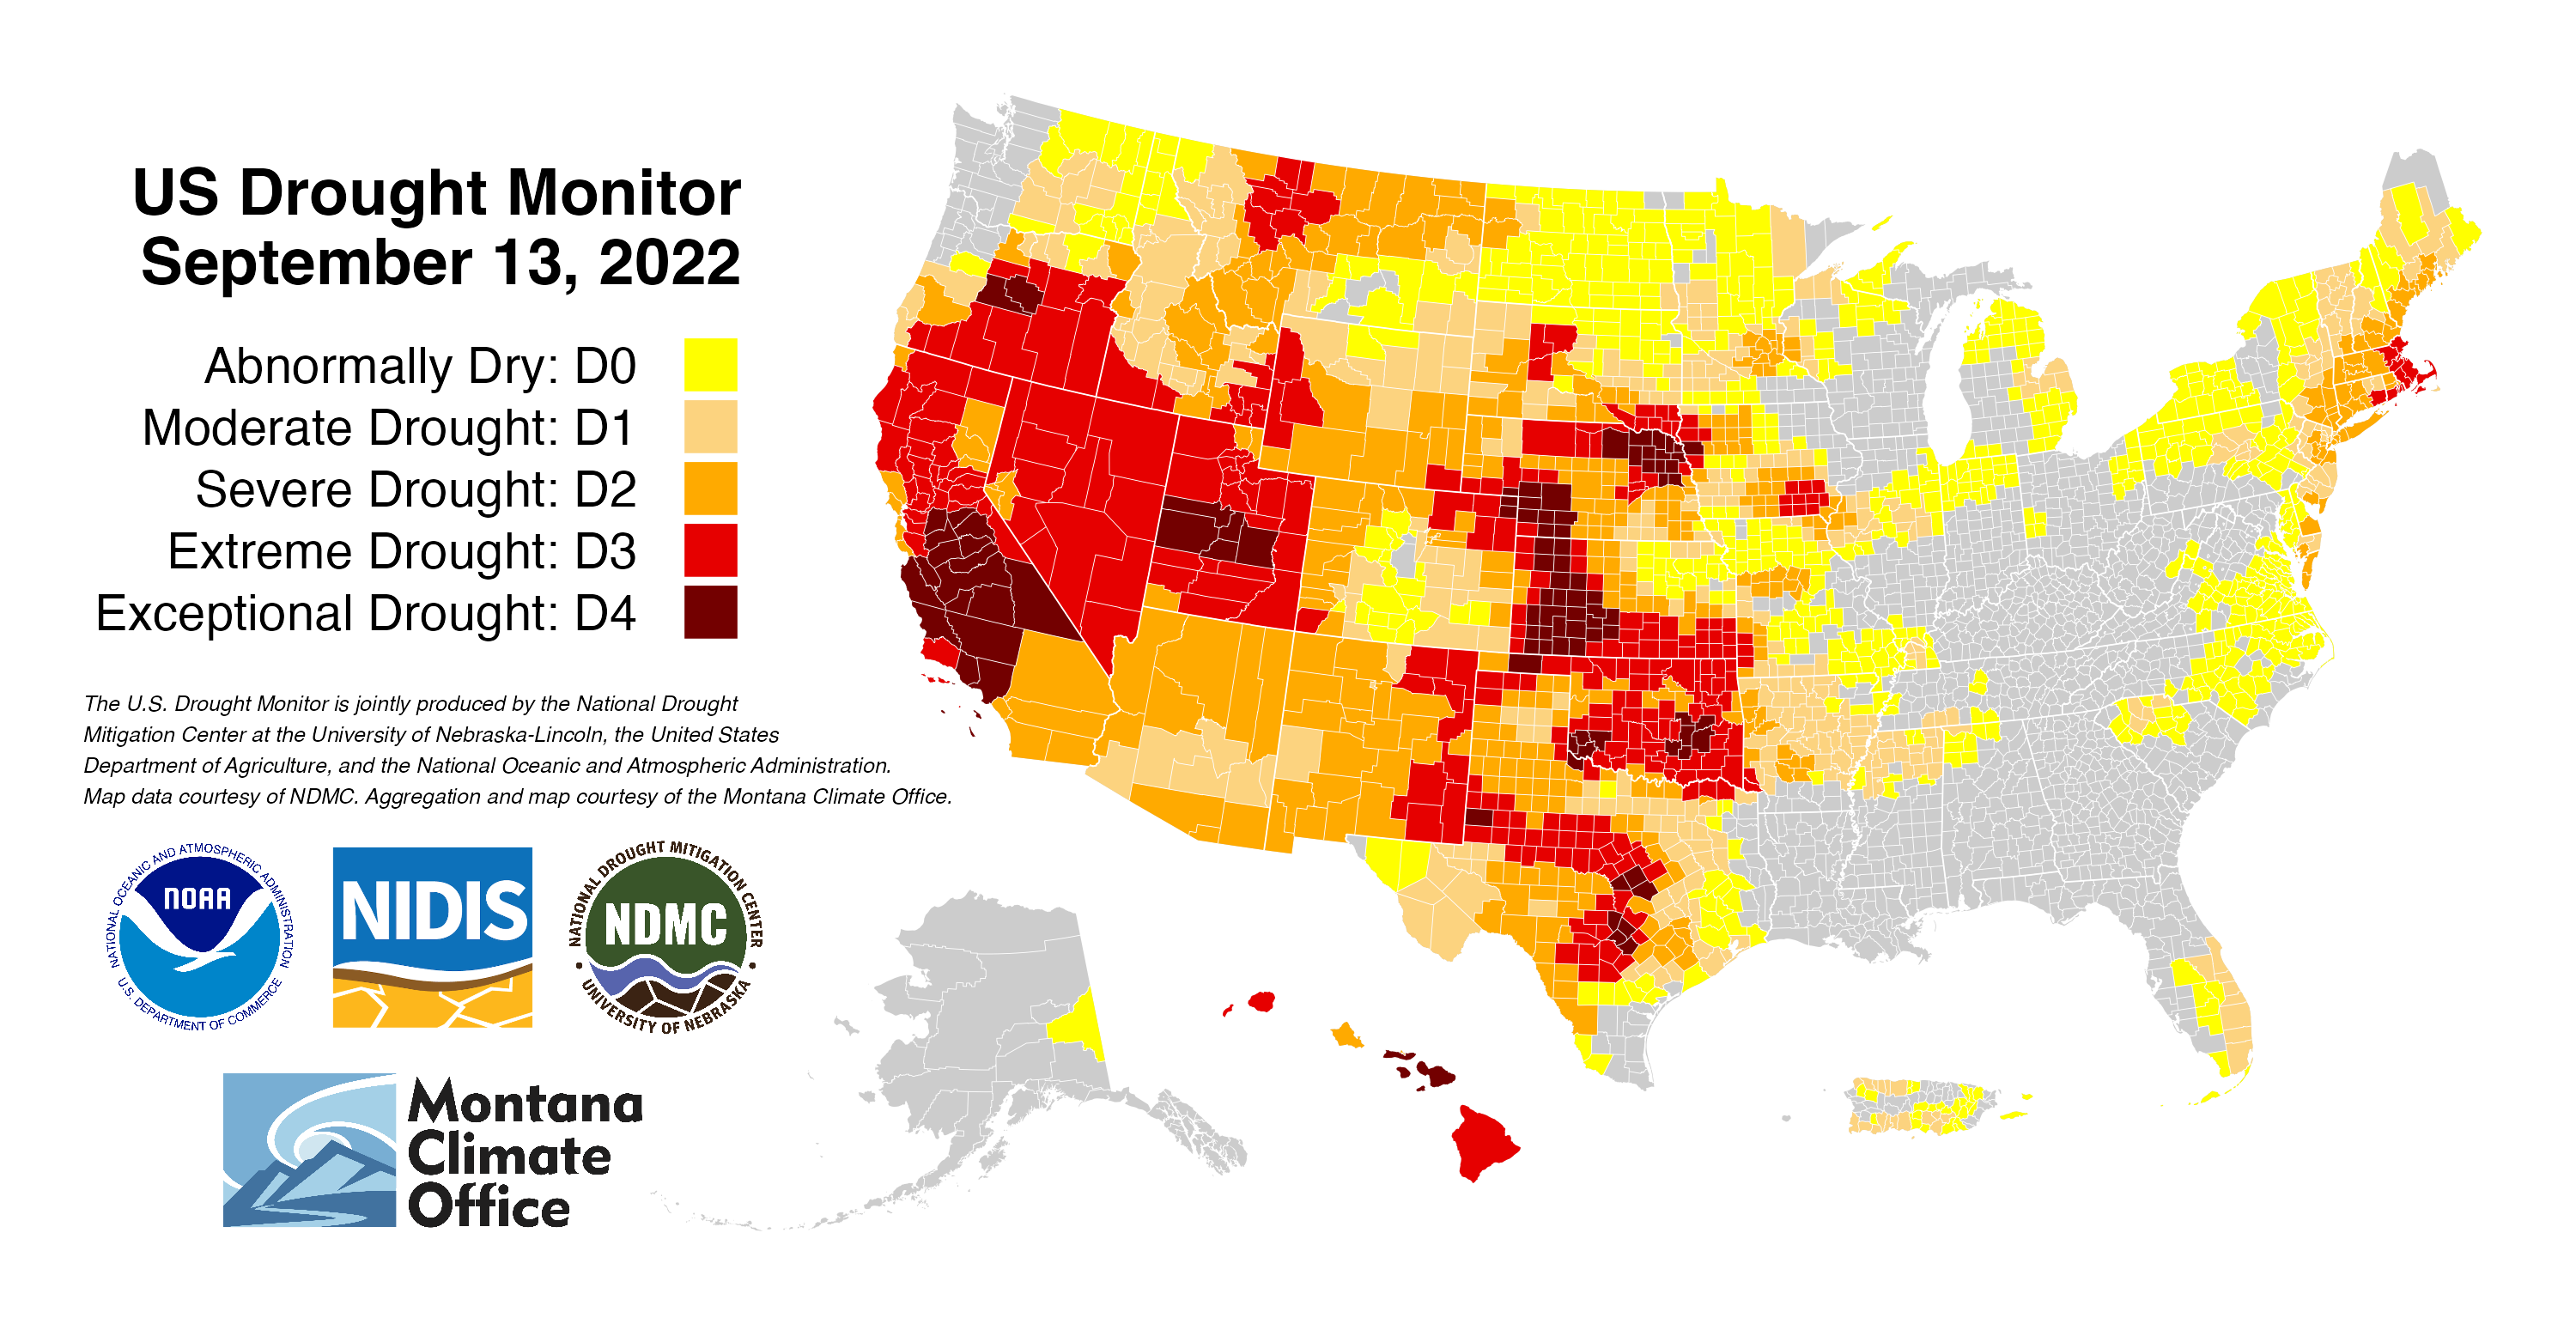 US Drought Monitor
September 13, 2022
Abnormally Dry: D0
Moderate Drought: D1
Severe Drought: D2
Extreme Drought: D3
Exceptional Drought: D4
The U.S. Drought Monitor is jointly produced by the National Drought
Mitigation Center at the University of Nebraska-Lincoln, the United States
Department of Agriculture, and the National Oceanic and Atmospheric Administration.
Map data courtesy of NDMC. Aggregation and map courtesy of the Montana Climate Office.
NATIONAL OCEANIC AND ATMOSPHERIC ADMINISTRATION
NOAA
U.S. DEPARTMENT OF COMMERCE
NIDIS
NATIONAL DROUGHT MITIGATION CENTER
NDMC
UNIVERSITY OF NEBRASKA
Montana
Climate
Office